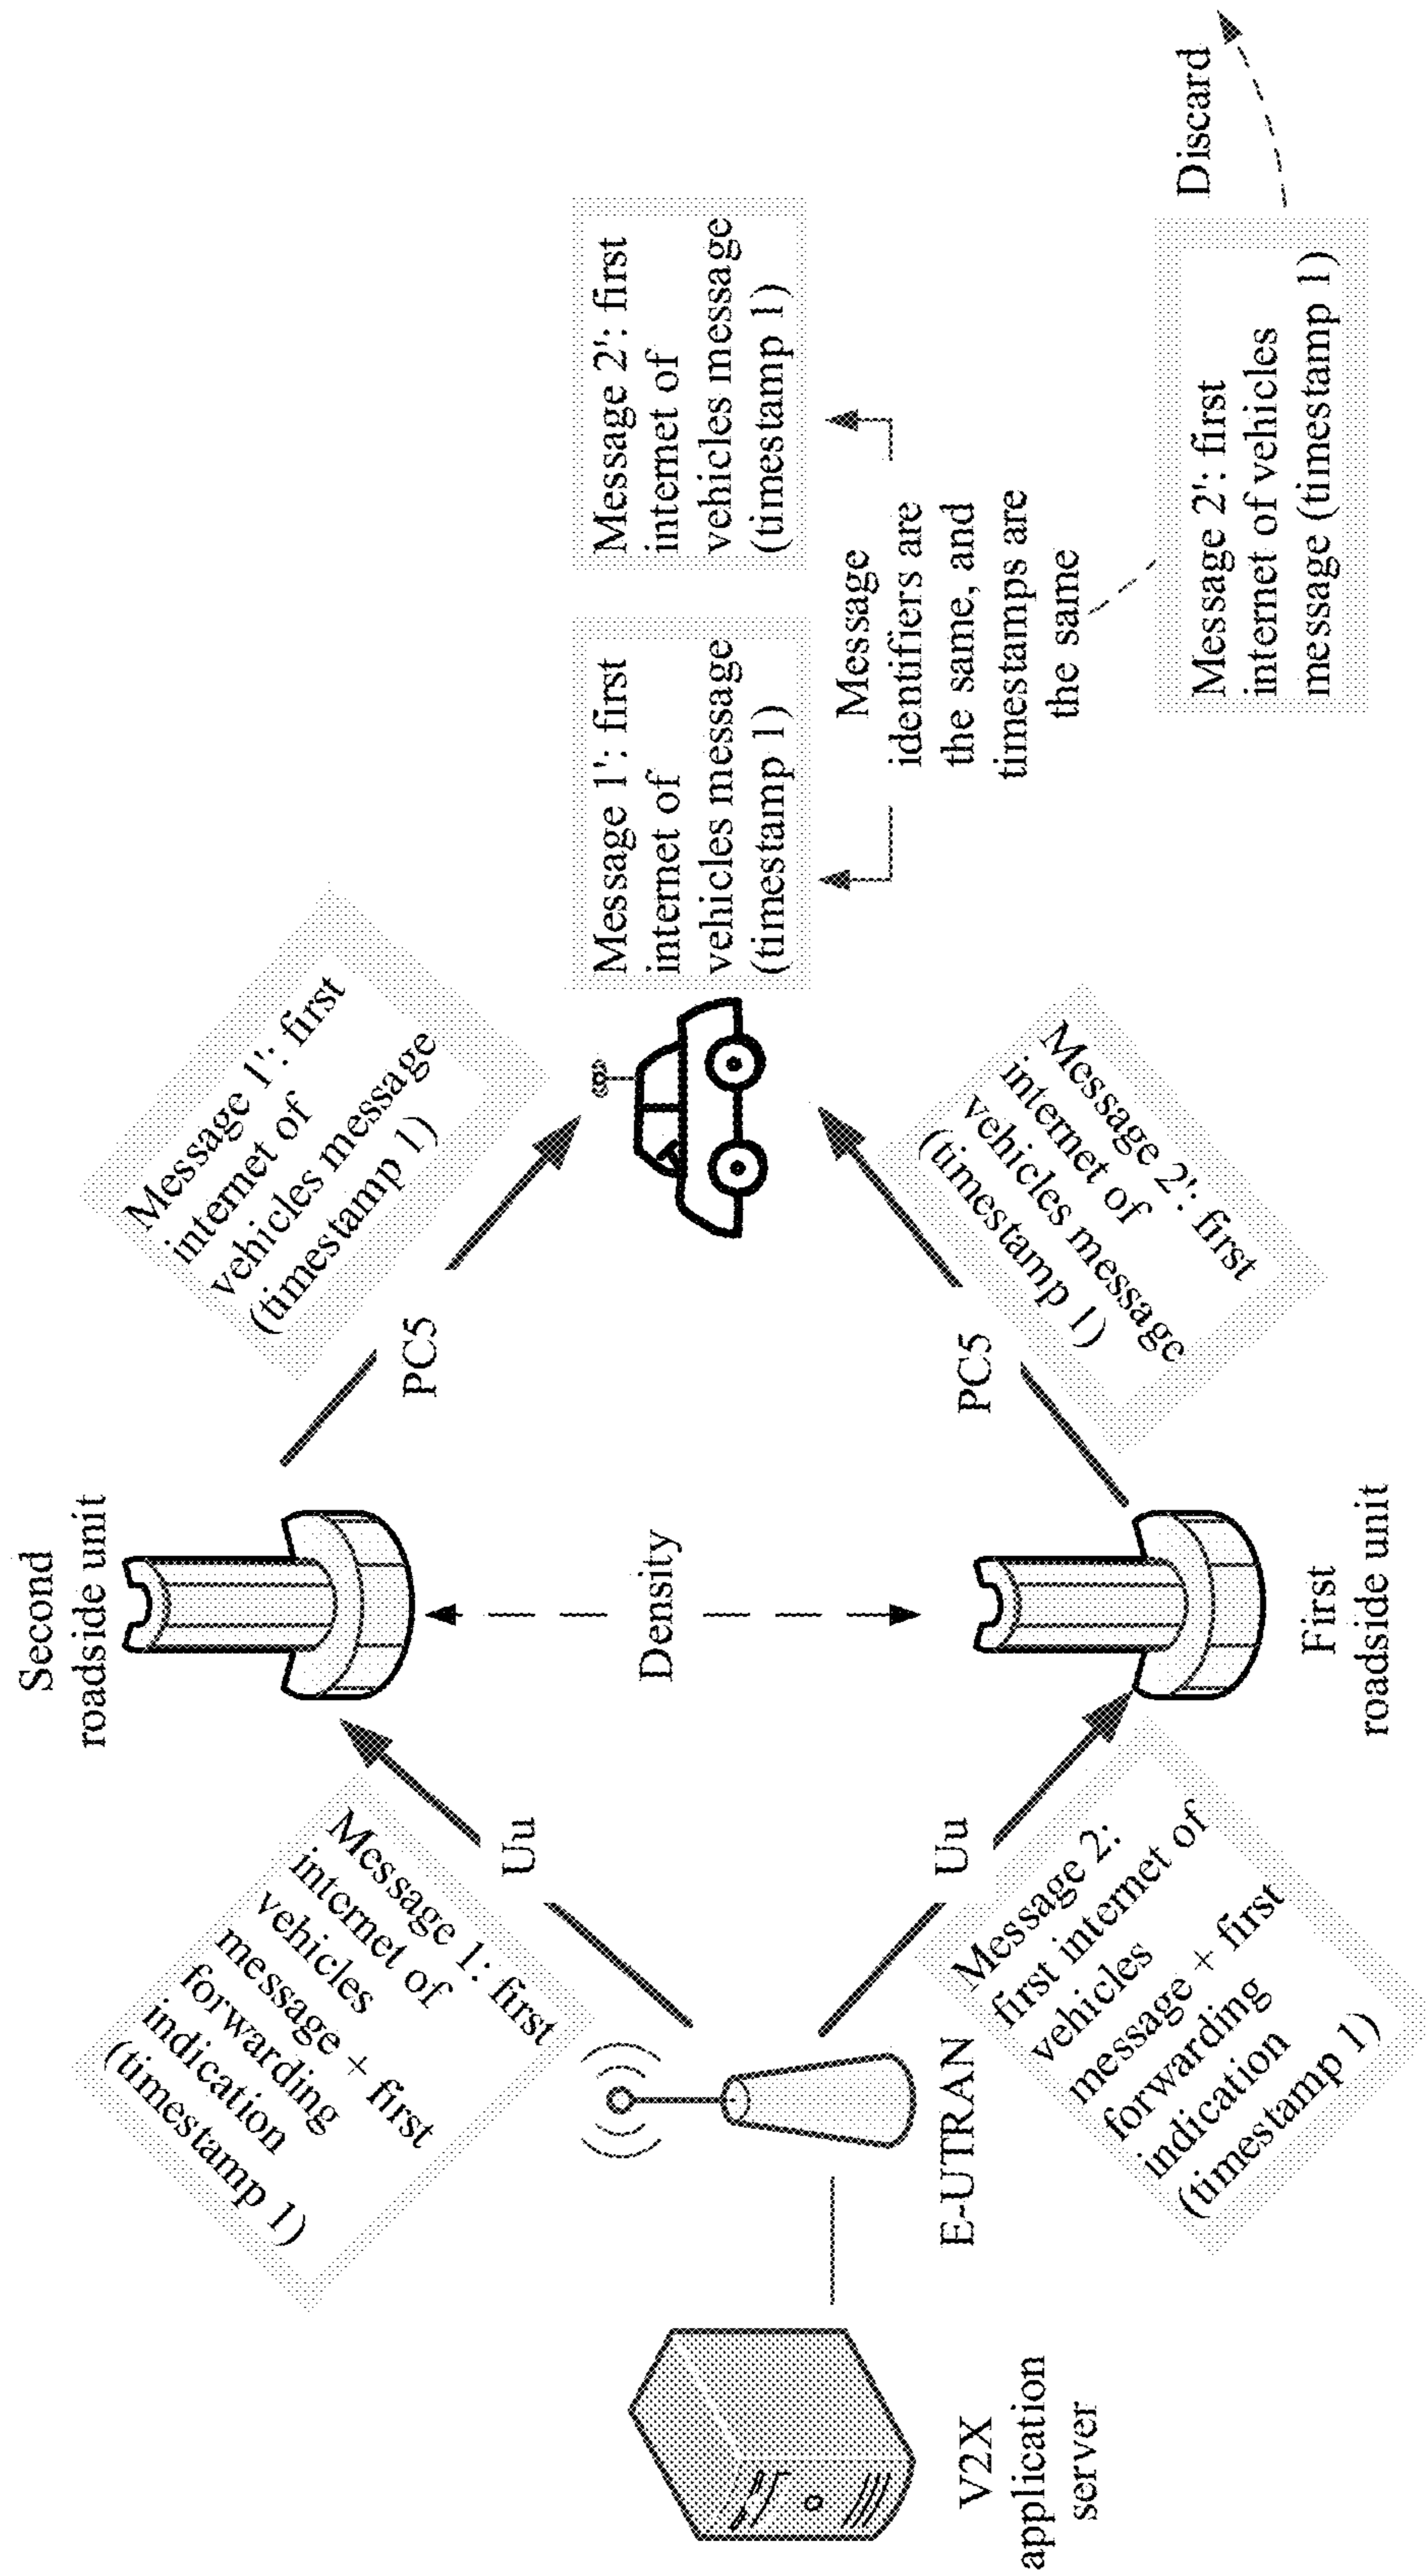 V2X
application
server
E-UTRAN
Message 1: first
internet of
vehicles
message + first
forwarding
indication
(timestamp 1)
Uu
Message 2:
first internet of
vehicles
message + first
forwarding
indication
(timestamp 1)
Uu
Second
roadside unit
Density
First
roadside unit
Message 1': first
internet of
vehicles message
(timestamp 1)
PC5
PC5
Message 2': first
internet of
vehicles message
(timestamp 1)
Message 1': first
internet of
vehicles message
(timestamp 1)
Message 2': first
internet of
vehicles message
(timestamp 1)
Message
identifiers are
the same, and
timestamps are
the same
Message 2': first
internet of vehicles
message (timestamp 1)
Discard